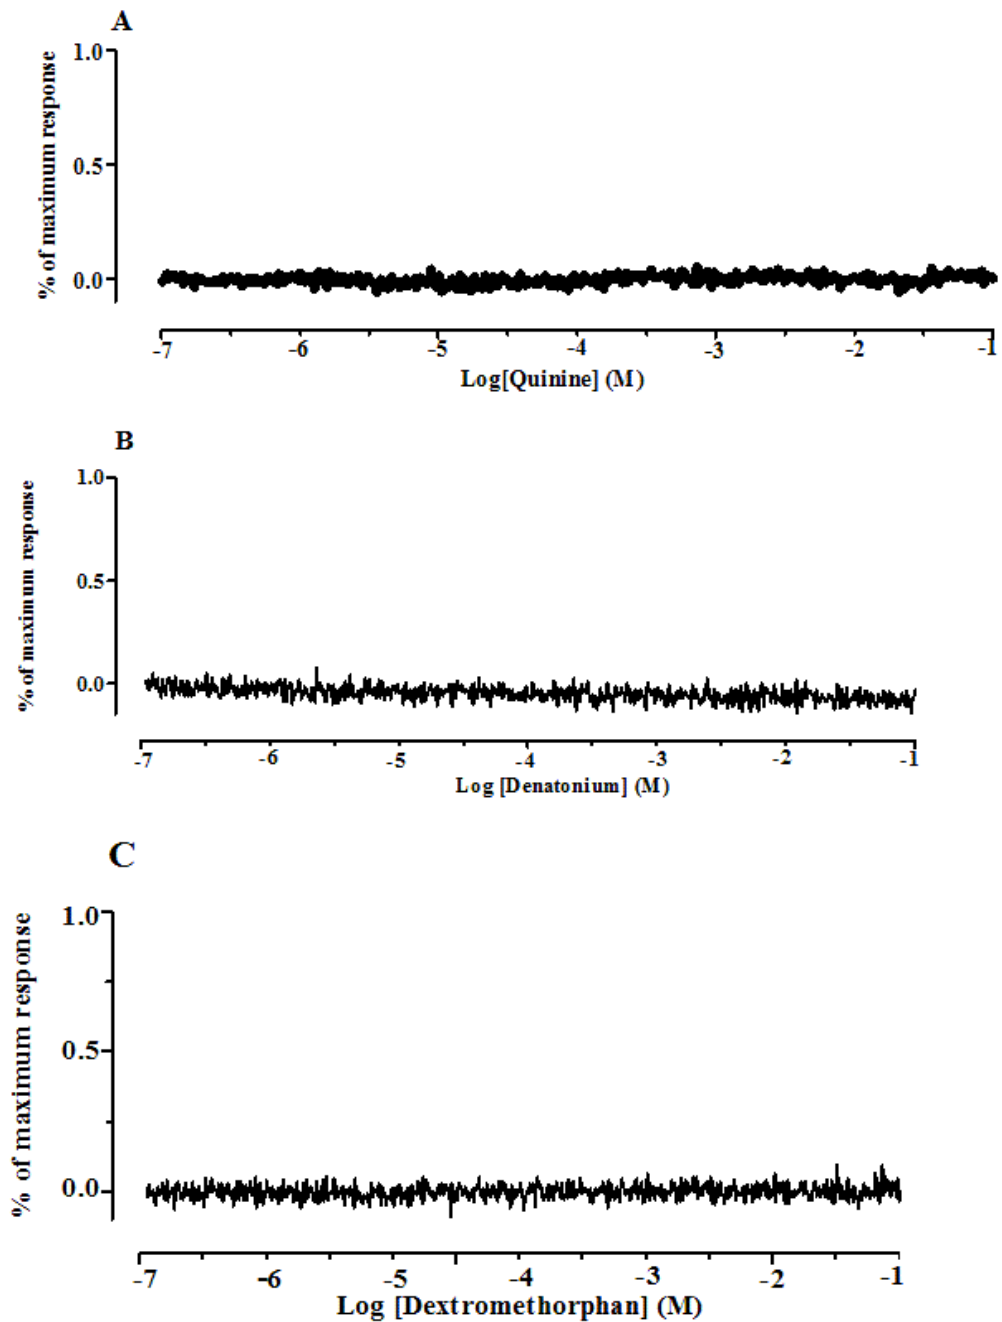 A
% of maximum response
1.0
0.5
0.0
-7 -6 -5 -4 -3 -2 -1
Log[Quinine] (M)
B
%of maximum response
1.0
0.5
0.0
-7 -6 -5 -4 -3 -2 -1
Log [Denatonium] (M)
C
% of maximum response
1.0
0.5
0.0
-7 -6 -5 -4 -3 -2 -1
Log [Dextromethorphan] (M)